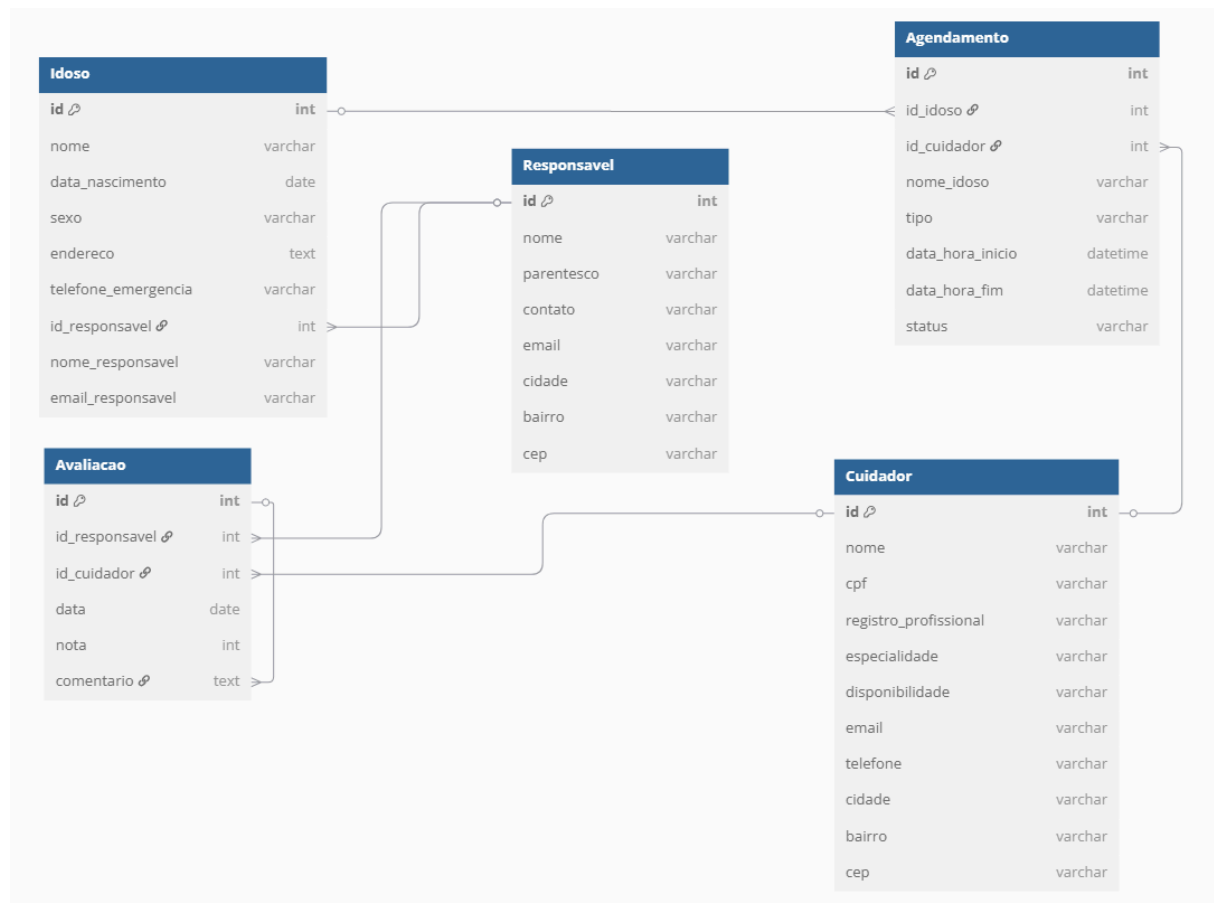 Idoso
id int
nome varchar
data_nascimento date
sexo varchar
endereco text
telefone_emergencia varchar
id_responsavel int
nome_responsavel varchar
email_responsavel varchar
Responsavel
id int
nome varchar
parentesco varchar
contato varchar
email varchar
cidade varchar
bairro varchar
cep varchar
Agendamento
id int
id_idoso int
id_cuidador int
nome_idoso varchar
tipo varchar
data_hora_inicio datetime
data_hora_fim datetime
status varchar
Avaliacao
id int
id_responsavel int
id_cuidador int
data date
nota int
comentario text
Cuidador
id int
nome varchar
cpf varchar
registro_profissional varchar
especialidade varchar
disponibilidade varchar
email varchar
telefone varchar
cidade varchar
bairro varchar
cep varchar